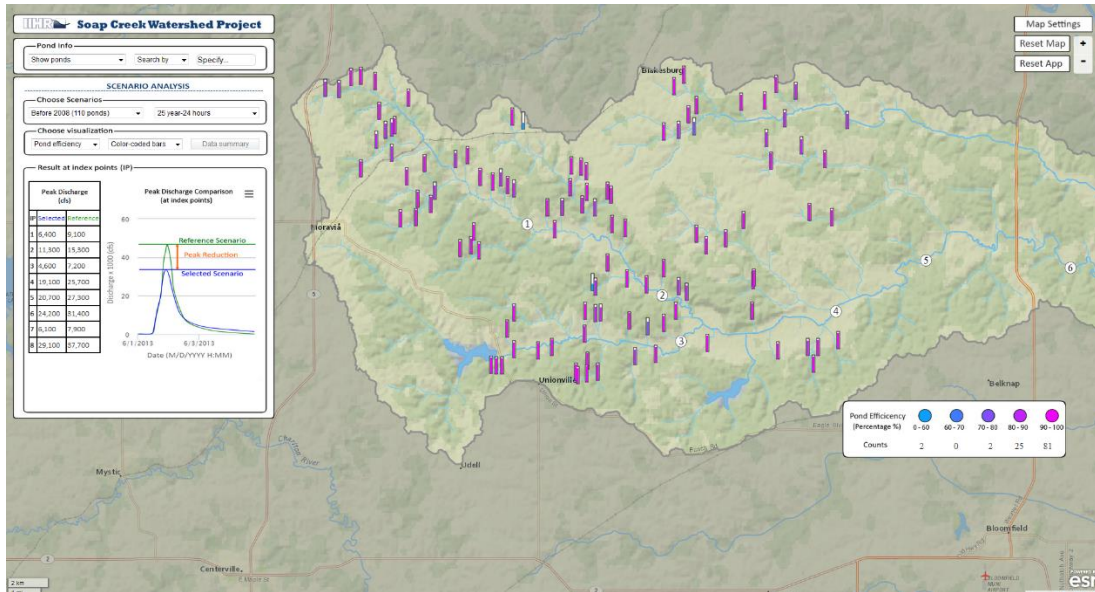 IIHR Soap Creek Watershed Project
Pond Info
Show ponds
Search by
Specify...
SCENARIO ANALYSIS
Choose Scenarios
Before 2008 (110 ponds)
25 year-24 hours
Choose visualization
Pond efficiency
Color-coded bars
Data summary
Result at index points (IP)
Peak Discharge
(cfs)
IP Selected Reference
1 6,400 9,100
2 11,300 15,300
3 4,600 7,200
4 19,100 25,700
5 20,700 27,300
6 24,200 31,400
7 6,100 7,900
8 29,100 37,700
Peak Discharge Comparison
(at index points)
Discharge x 1000 (cfs)
60
40
20
0
Reference Scenario
Peak Reduction
Selected Scenario
6/1/2013
6/3/2013
Date (M/D/YYYY H:MM)
Map Settings
Reset Map
+
Reset App
-
Blakesburg
Moravia
1
2
3
4
5
6
Unionville
Udell
Belknap
Mystic
Chariton River
Centerville
Bloomfield
Pond Efficicency
(Percentage %)
0 - 60
60 - 70
70 - 80
80 - 90
90 - 100
Counts
2
0
2
25
81
2 km
esri